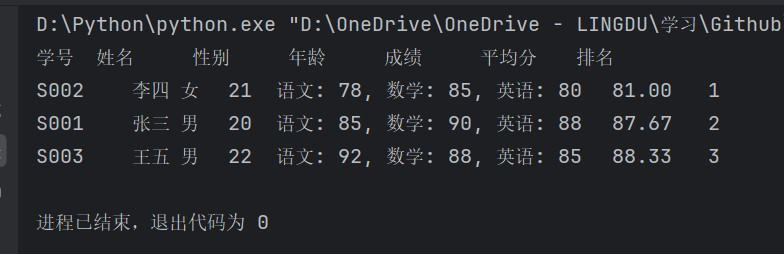 D:\Python\python.exe "D:\OneDrive\OneDrive - LINGDU\学习\Github
学号 姓名 性别 年龄 成绩 平均分 排名
S002 李四 女 21 语文: 78, 数学: 85, 英语: 80 81.00 1
S001 张三 男 20 语文: 85, 数学: 90, 英语: 88 87.67 2
S003 王五 男 22 语文: 92, 数学: 88, 英语: 85 88.33 3
进程已结束，退出代码为 0